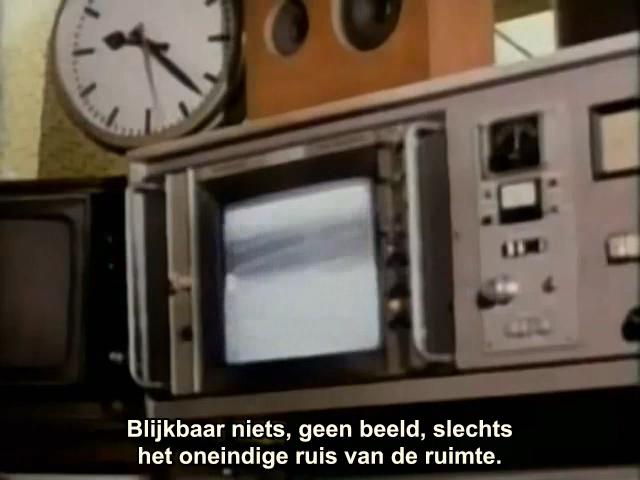 Blijkbaar niets, geen beeld, slechts
het oneindige ruis van de ruimte.